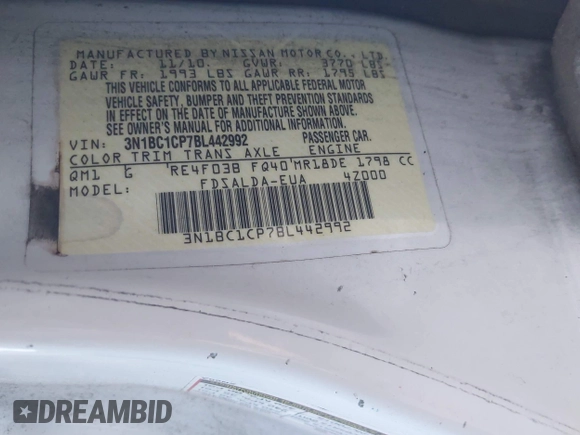 MANUFACTURED BY NISSAN MOTOR CO., LTD.
DATE: 11/10. GVWR: 3770 LBS
GAWR FR: 1993 LBS GAWR RR: 1795 LBS
THIS VEHICLE CONFORMS TO ALL APPLICABLE FEDERAL MOTOR
VEHICLE SAFETY, BUMPER AND THEFT PREVENTION STANDARDS
IN EFFECT ON THE DATE OF MANUFACTURE SHOWN ABOVE.
SEE OWNER'S MANUAL FOR ADDITIONAL INFORMATION.
VIN: 3N1BC1CP7BL442992 PASSENGER CAR.
COLOR TRIM TRANS AXLE ENGINE
QM1 G RE4F03B FQ40 MR18DE 1798 CC
MODEL: FDSALDA-EUA 4Z000
3N1BC1CP7BL442992
DREAMBID